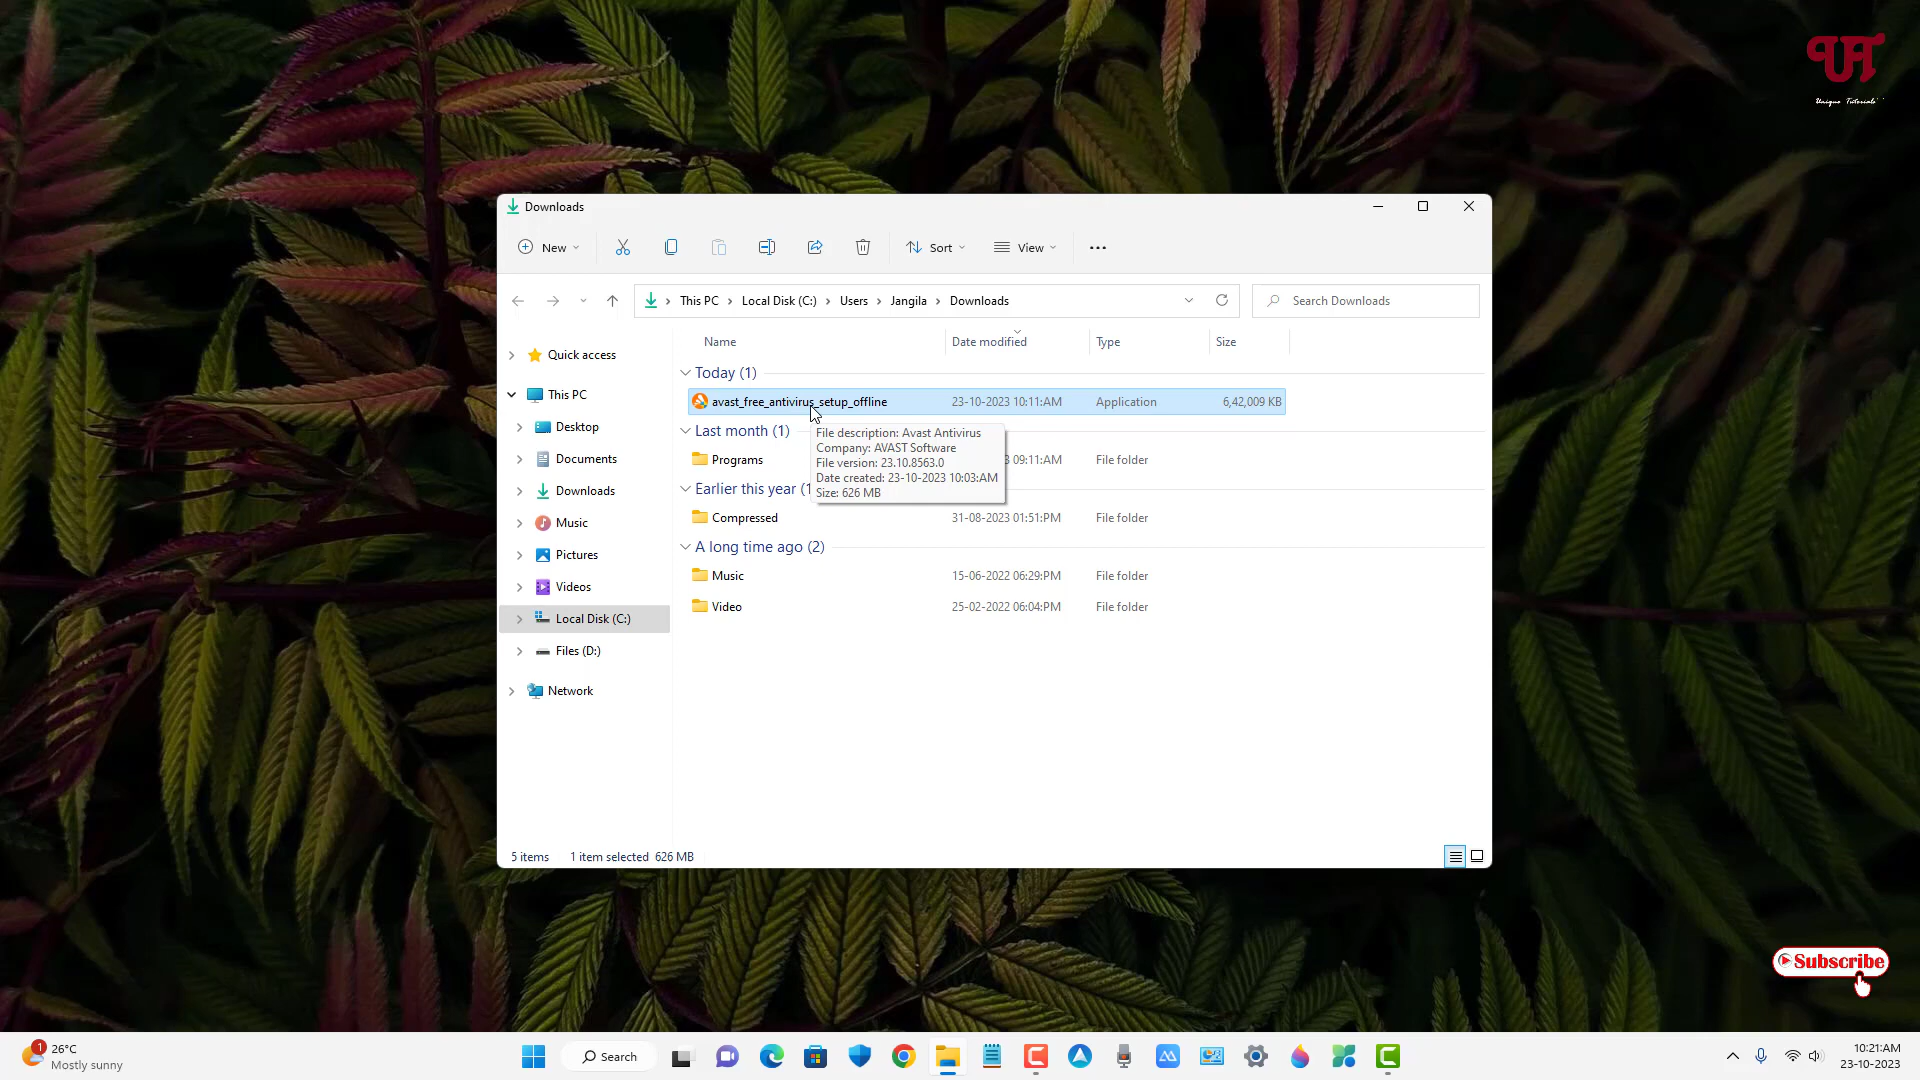 Unique Tutorials
Downloads
New
Sort
View
This PC
Local Disk (C:)
Users
Jangila
Downloads
Search Downloads
Quick access
This PC
Desktop
Documents
Downloads
Music
Pictures
Videos
Local Disk (C:)
Files (D:)
Network
Name Date modified Type Size
Today (1)
avast_free_antivirus_setup_offline 23-10-2023 10:11:AM Application 6,42,009 KB
Last month (1)
Programs 09:11:AM File folder
File description: Avast Antivirus
Company: AVAST Software
File version: 23.10.8563.0
Date created: 23-10-2023 10:03:AM
Size: 626 MB
Earlier this year (1
Compressed 31-08-2023 01:51:PM File folder
A long time ago (2)
Music 15-06-2022 06:29:PM File folder
Video 25-02-2022 06:04:PM File folder
5 items 1 item selected 626 MB
Subscribe
1
26°C
Mostly sunny
Search
10:21:AM
23-10-2023